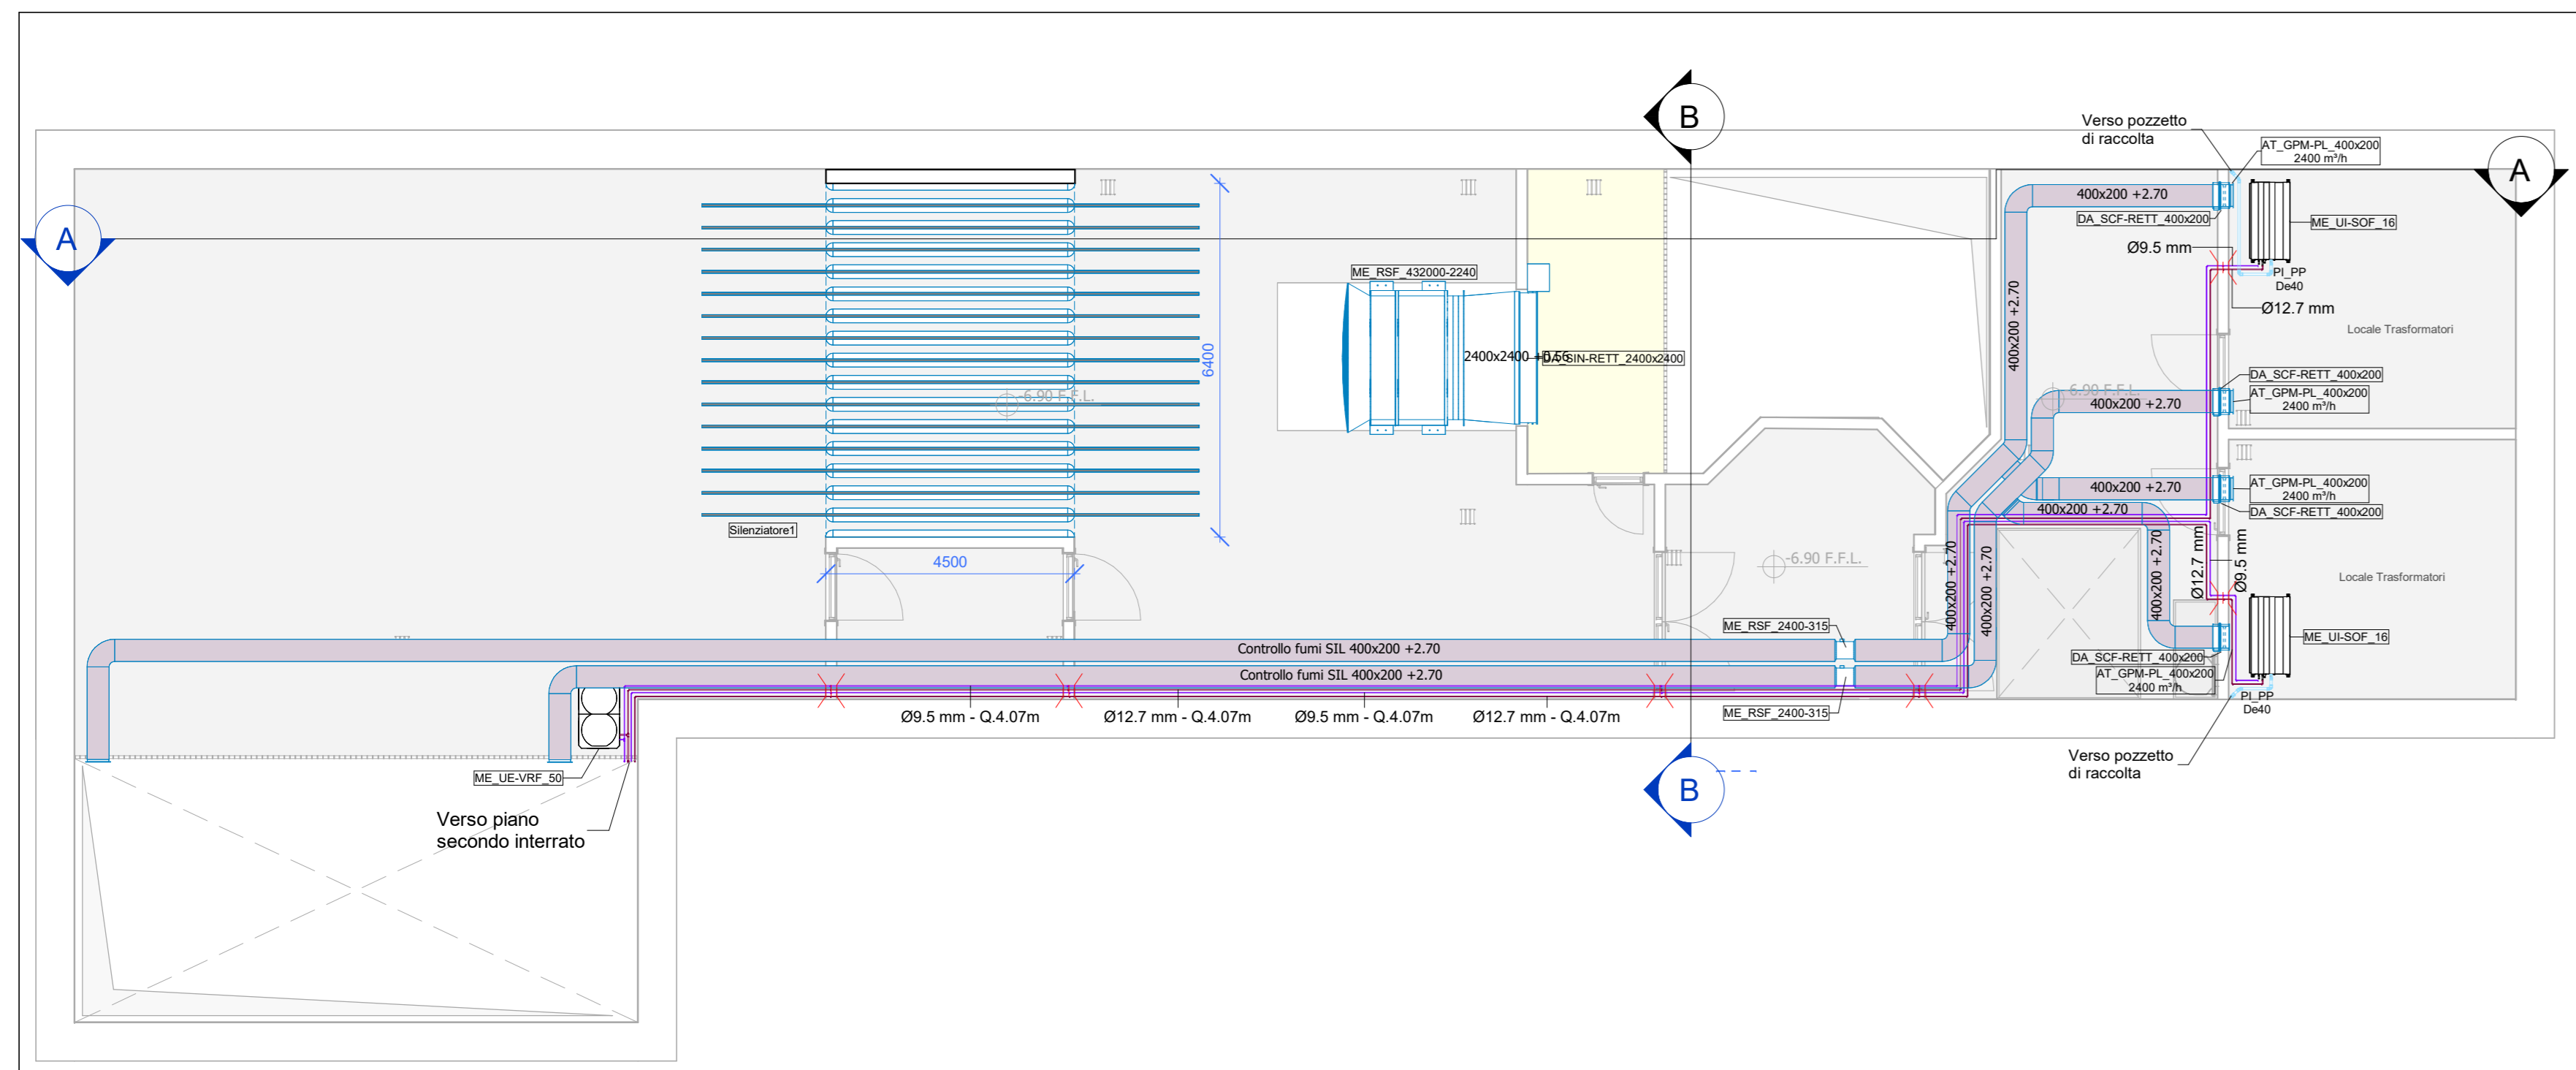 B
Verso pozzetto
di raccolta
AT_GPM-PL_400x200
2400 m³/h
A
400x200 +2.70
DA_SCF-RETT_400x200
ME_UI-SOF_16
A
Ø9.5 mm
ME_RSF_432000-2240
PI_PP
De40
Ø12.7 mm
400x200 +2.70
Locale Trasformatori
6400
2400x2400 +0.56
DA_SIN-RETT_2400x2400
DA_SCF-RETT_400x200
-6.90 F.F.L.
-6.90 F.F.L.
400x200 +2.70
AT_GPM-PL_400x200
2400 m³/h
400x200 +2.70
AT_GPM-PL_400x200
2400 m³/h
400x200 +2.70
DA_SCF-RETT_400x200
Silenziatore1
4500
-6.90 F.F.L.
400x200 +2.70
400x200 +2.70
400x200 +2.70
Ø12.7 mm
Ø9.5 mm
Locale Trasformatori
ME_RSF_2400-315
ME_UI-SOF_16
Controllo fumi SIL 400x200 +2.70
DA_SCF-RETT_400x200
Controllo fumi SIL 400x200 +2.70
AT_GPM-PL_400x200
2400 m³/h
PI_PP
De40
Ø9.5 mm - Q.4.07m
Ø12.7 mm - Q.4.07m
Ø9.5 mm - Q.4.07m
Ø12.7 mm - Q.4.07m
ME_RSF_2400-315
Verso pozzetto
di raccolta
ME_UE-VRF_50
B
Verso piano
secondo interrato